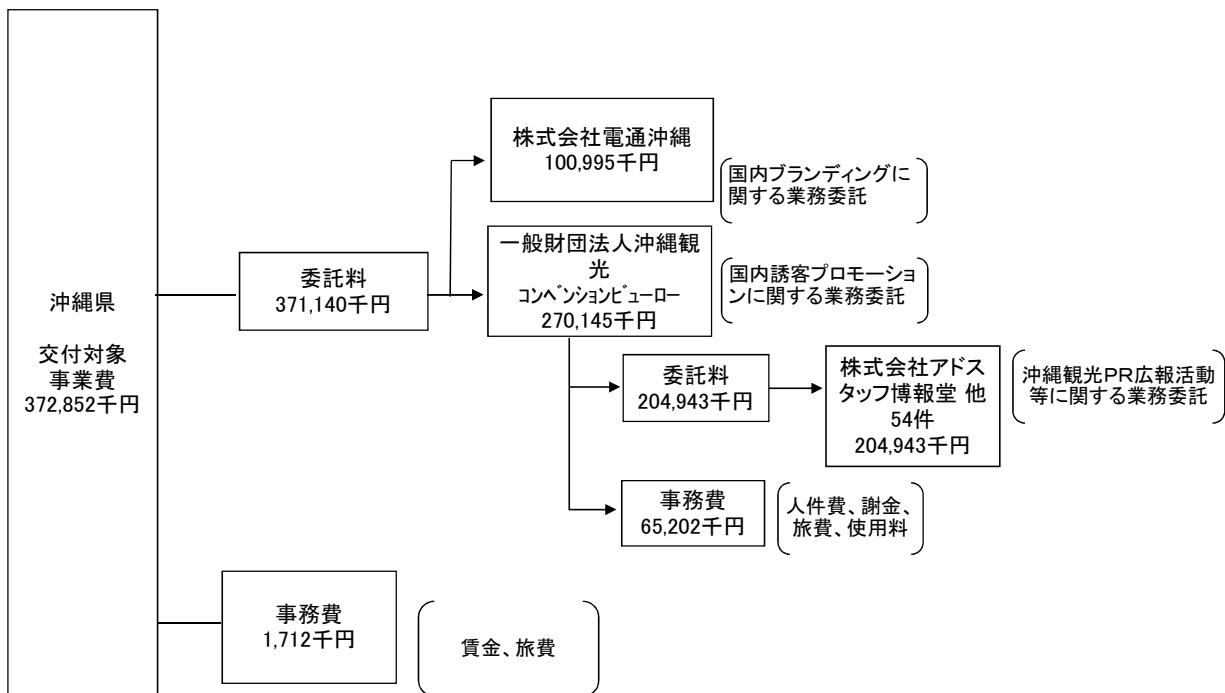 沖縄県
交付対象
事業費
372,852千円
委託料
371,140千円
株式会社電通沖縄
100,995千円
国内ブランディングに
関する業務委託
一般財団法人沖縄観
光
コンベンションビューロー
270,145千円
国内誘客プロモーショ
ンに関する業務委託
委託料
204,943千円
株式会社アドス
タッフ博報堂 他
54件
204,943千円
沖縄観光PR広報活動
等に関する業務委託
事務費
65,202千円
人件費、謝金、
旅費、使用料
事務費
1,712千円
賃金、旅費